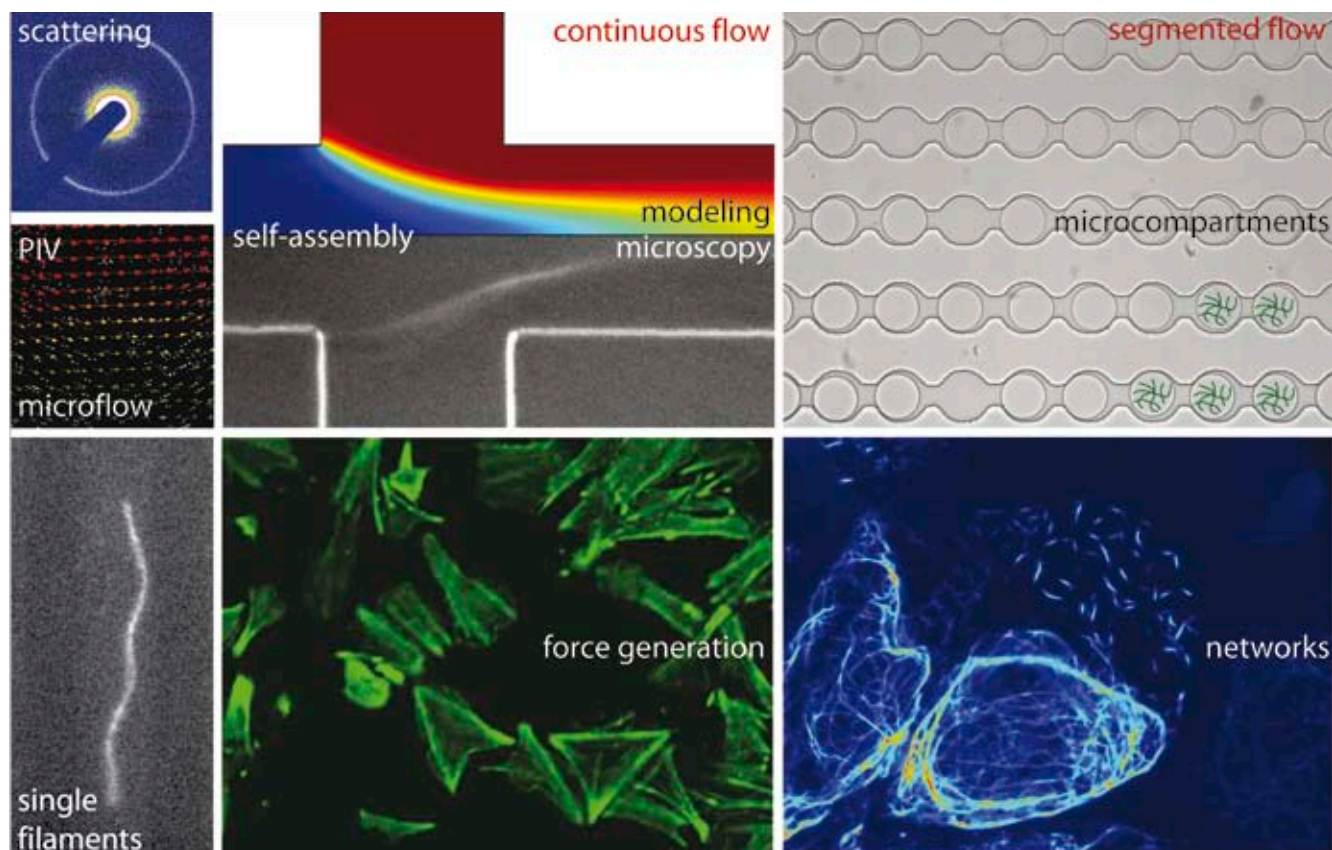 scattering
continuous flow
segmented flow
PIV
microflow
self-assembly
modeling
microscopy
microcompartments
single
filaments
force generation
networks